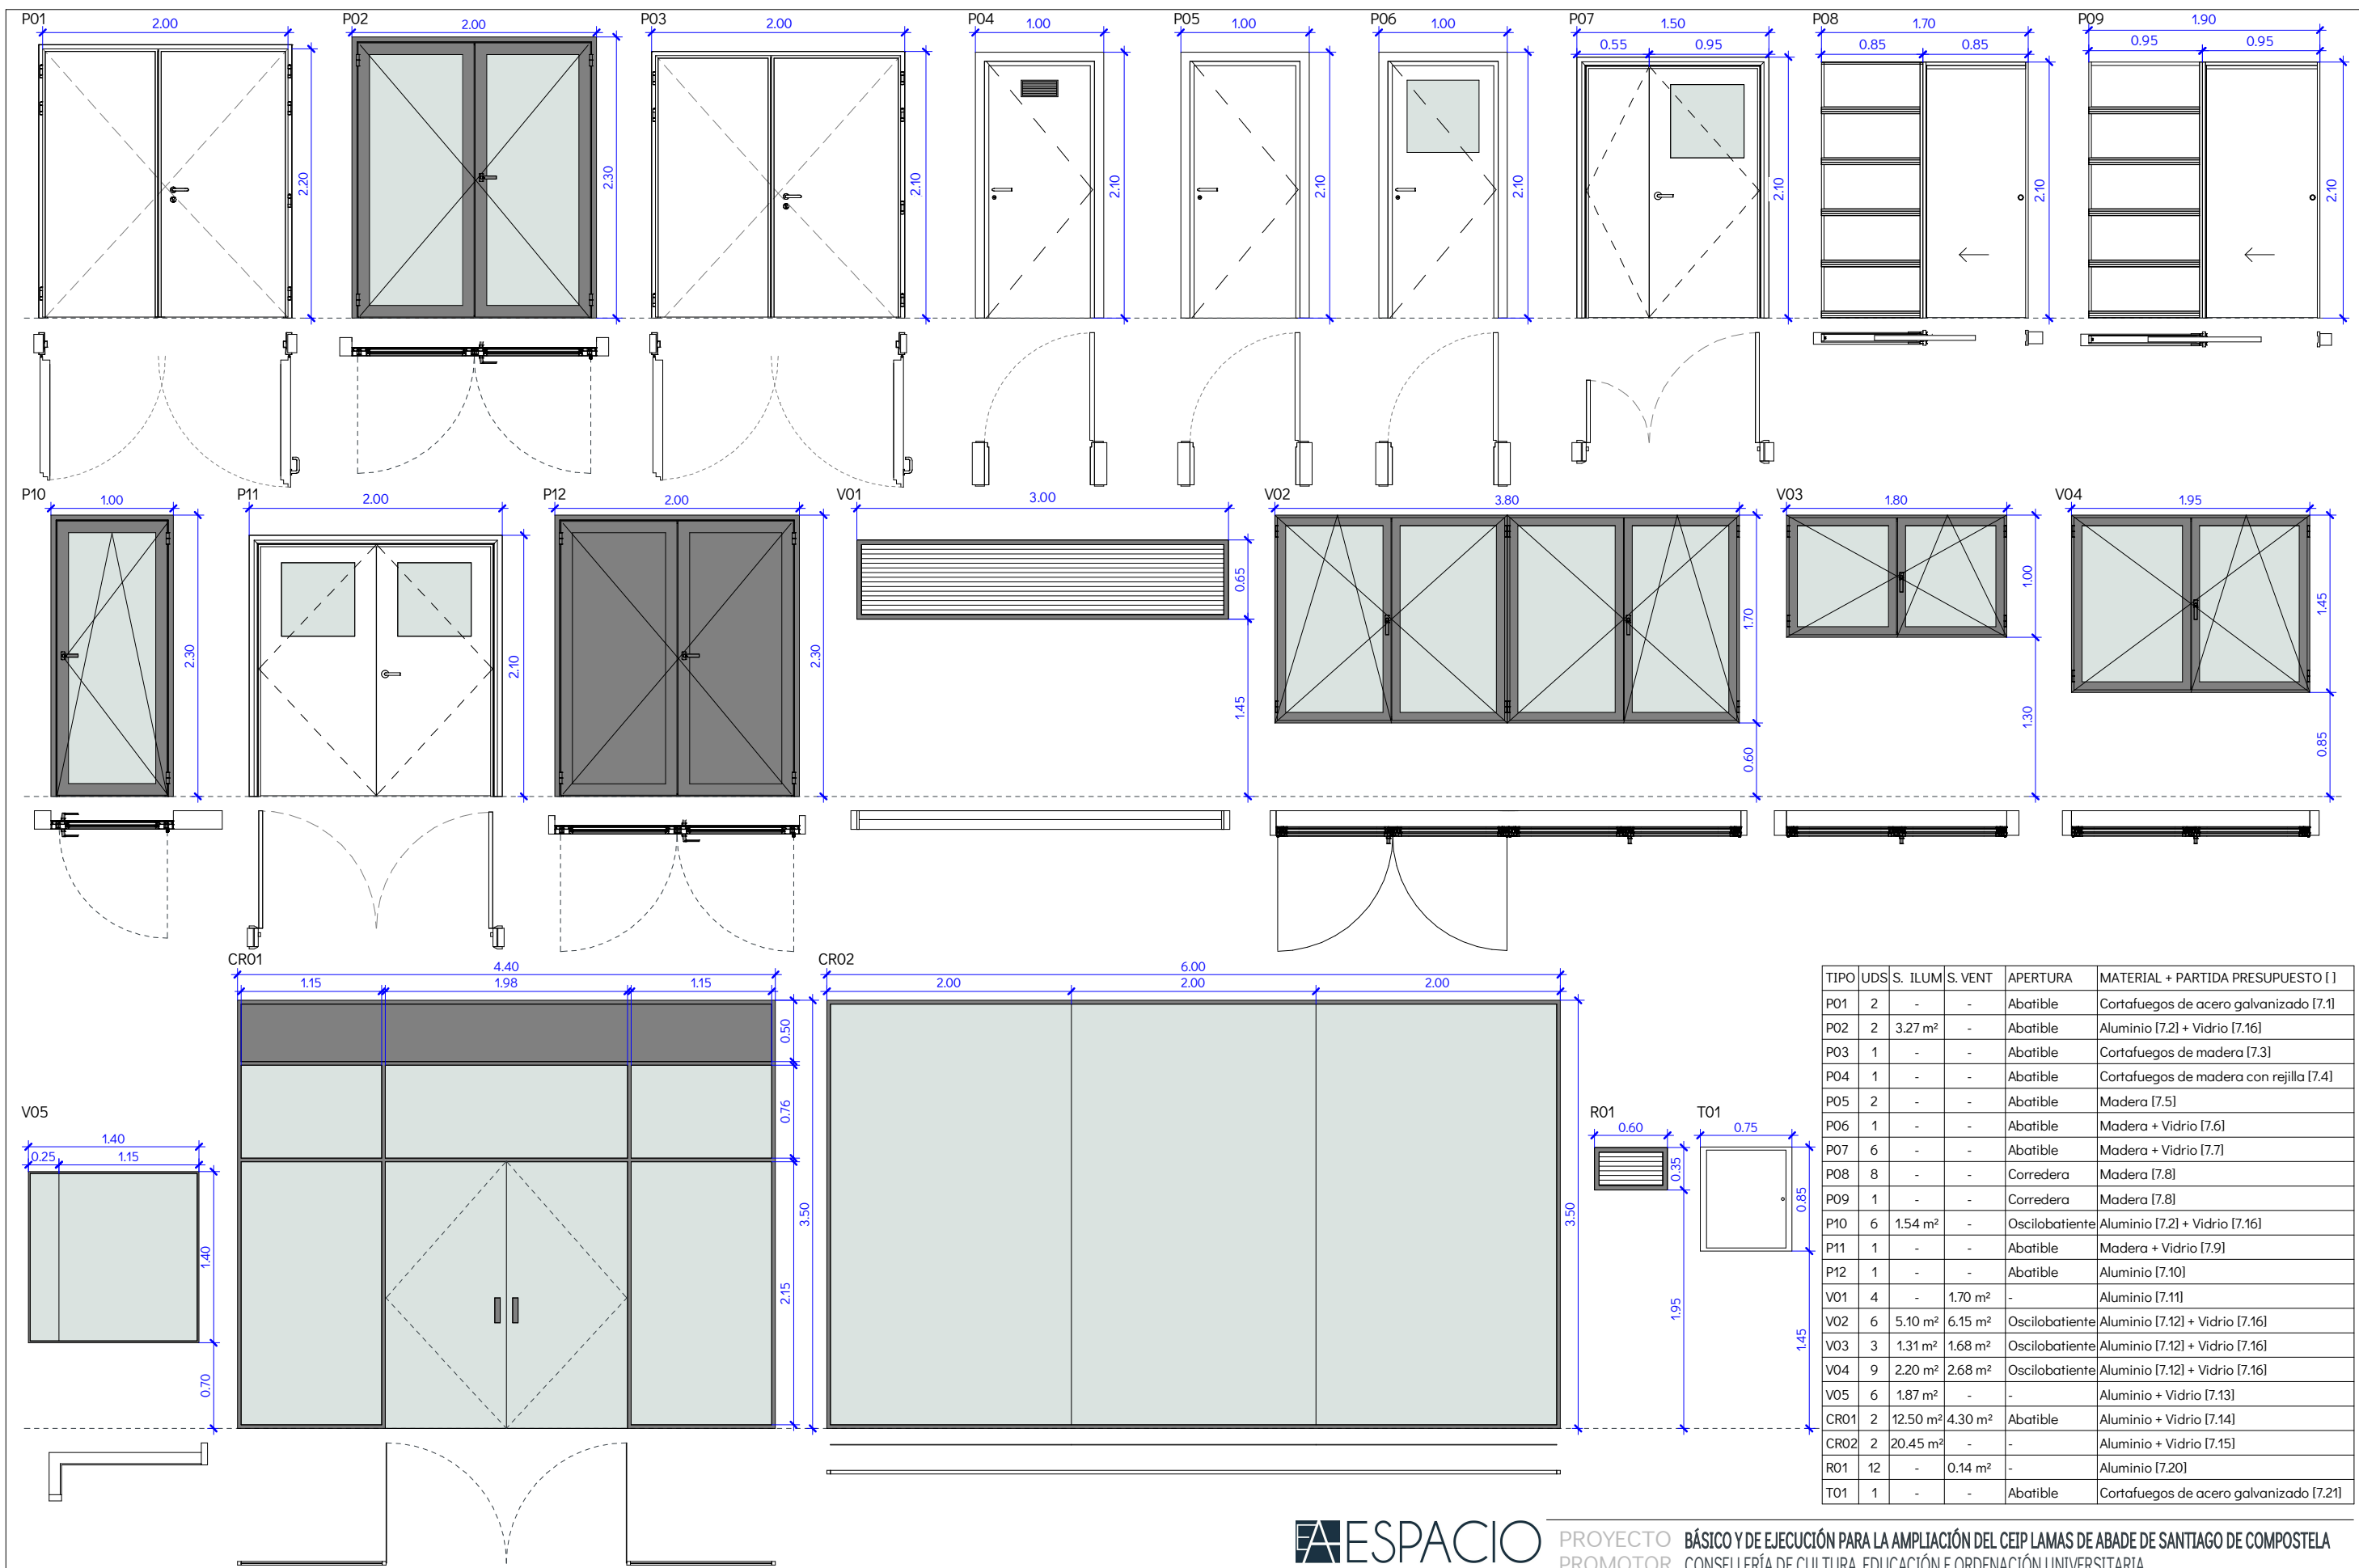 P01 2.00 P02 2.00 P03 2.00 P04 1.00 P05 1.00 P06 1.00 P07 1.50 P08 1.70 P09 1.90
0.55 0.95 0.85 0.85 0.95 0.95
2.20 2.30 2.10 2.10 2.10 2.10 2.10 2.10 2.10
P10 1.00 P11 2.00 P12 2.00 V01 3.00 V02 3.80 V03 1.80 V04 1.95
2.30 2.10 2.30 0.65 1.70 1.00 1.45
1.45 0.60 1.30 0.85
CR01 4.40 CR02 6.00
1.15 1.98 1.15 2.00 2.00 2.00
0.50
0.76
2.15
3.50
3.50
V05
1.40
0.25 1.15
1.40
0.70
R01 T01
0.60 0.75
0.35 0.85
1.95 1.45
TIPO UDS S. ILUM S. VENT APERTURA MATERIAL + PARTIDA PRESUPUESTO [ ]
P01 2 - - Abatible Cortafuegos de acero galvanizado [7.1]
P02 2 3.27 m² - Abatible Aluminio [7.2] + Vidrio [7.16]
P03 1 - - Abatible Cortafuegos de madera [7.3]
P04 1 - - Abatible Cortafuegos de madera con rejilla [7.4]
P05 2 - - Abatible Madera [7.5]
P06 1 - - Abatible Madera + Vidrio [7.6]
P07 6 - - Abatible Madera + Vidrio [7.7]
P08 8 - - Corredera Madera [7.8]
P09 1 - - Corredera Madera [7.8]
P10 6 1.54 m² - Oscilobatiente Aluminio [7.2] + Vidrio [7.16]
P11 1 - - Abatible Madera + Vidrio [7.9]
P12 1 - - Abatible Aluminio [7.10]
V01 4 - 1.70 m² - Aluminio [7.11]
V02 6 5.10 m² 6.15 m² Oscilobatiente Aluminio [7.12] + Vidrio [7.16]
V03 3 1.31 m² 1.68 m² Oscilobatiente Aluminio [7.12] + Vidrio [7.16]
V04 9 2.20 m² 2.68 m² Oscilobatiente Aluminio [7.12] + Vidrio [7.16]
V05 6 1.87 m² - - Aluminio + Vidrio [7.13]
CR01 2 12.50 m² 4.30 m² Abatible Aluminio + Vidrio [7.14]
CR02 2 20.45 m² - - Aluminio + Vidrio [7.15]
R01 12 - 0.14 m² - Aluminio [7.20]
T01 1 - - Abatible Cortafuegos de acero galvanizado [7.21]
EA ESPACIO
PROYECTO BÁSICO Y DE EJECUCIÓN PARA LA AMPLIACIÓN DEL CEIP LAMAS DE ABADE DE SANTIAGO DE COMPOSTELA
PROMOTOR CONSELLERÍA DE CULTURA, EDUCACIÓN E ORDENACIÓN UNIVERSITARIA